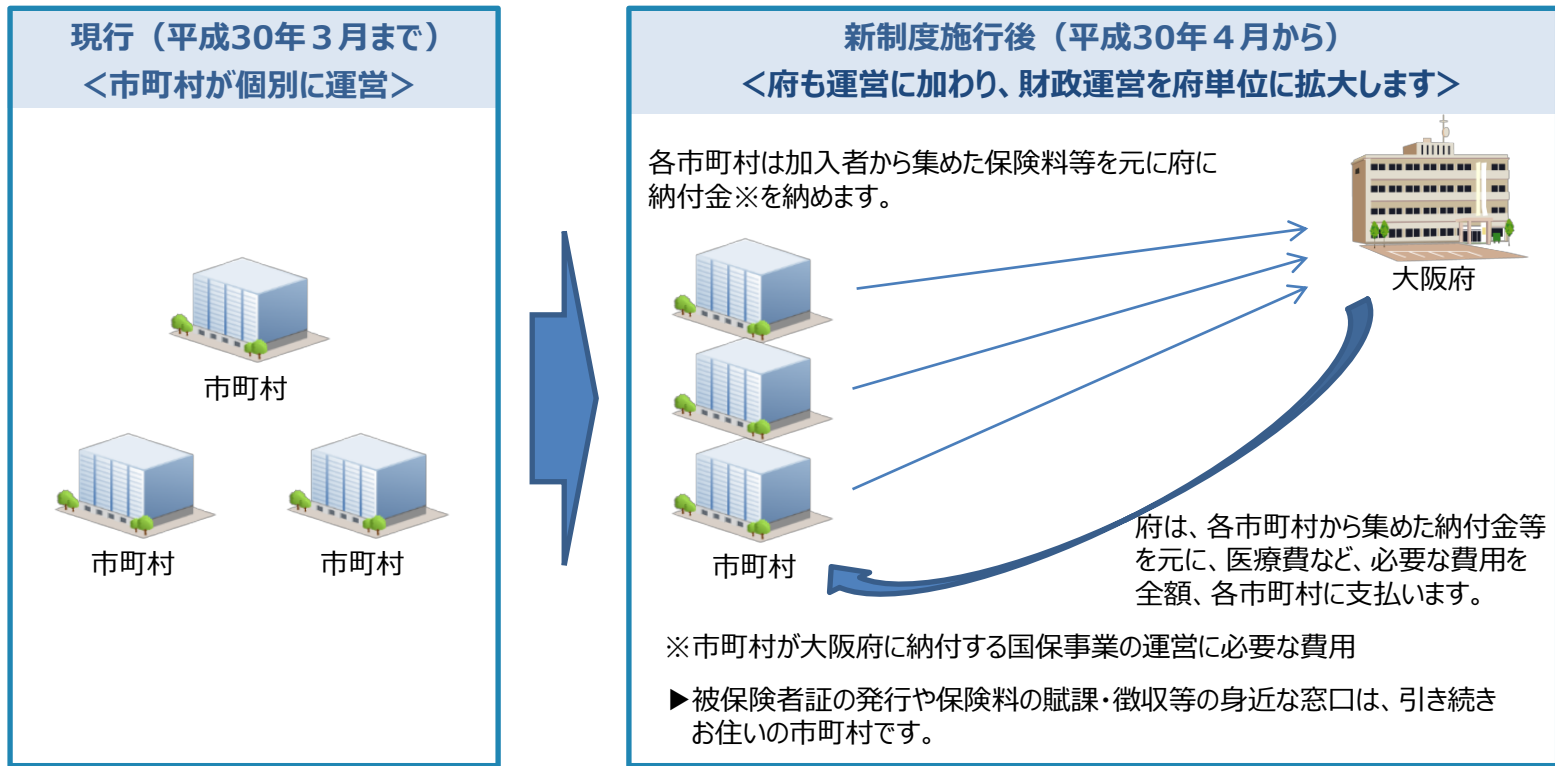 現行（平成30年３月まで）
＜市町村が個別に運営＞
市町村
市町村
市町村
新制度施行後（平成30年４月から）
＜府も運営に加わり、財政運営を府単位に拡大します＞
各市町村は加入者から集めた保険料等を元に府に
納付金※を納めます。
大阪府
市町村
府は、各市町村から集めた納付金等
を元に、医療費など、必要な費用を
全額、各市町村に支払います。
※市町村が大阪府に納付する国保事業の運営に必要な費用
▶被保険者証の発行や保険料の賦課・徴収等の身近な窓口は、引き続き
お住いの市町村です。